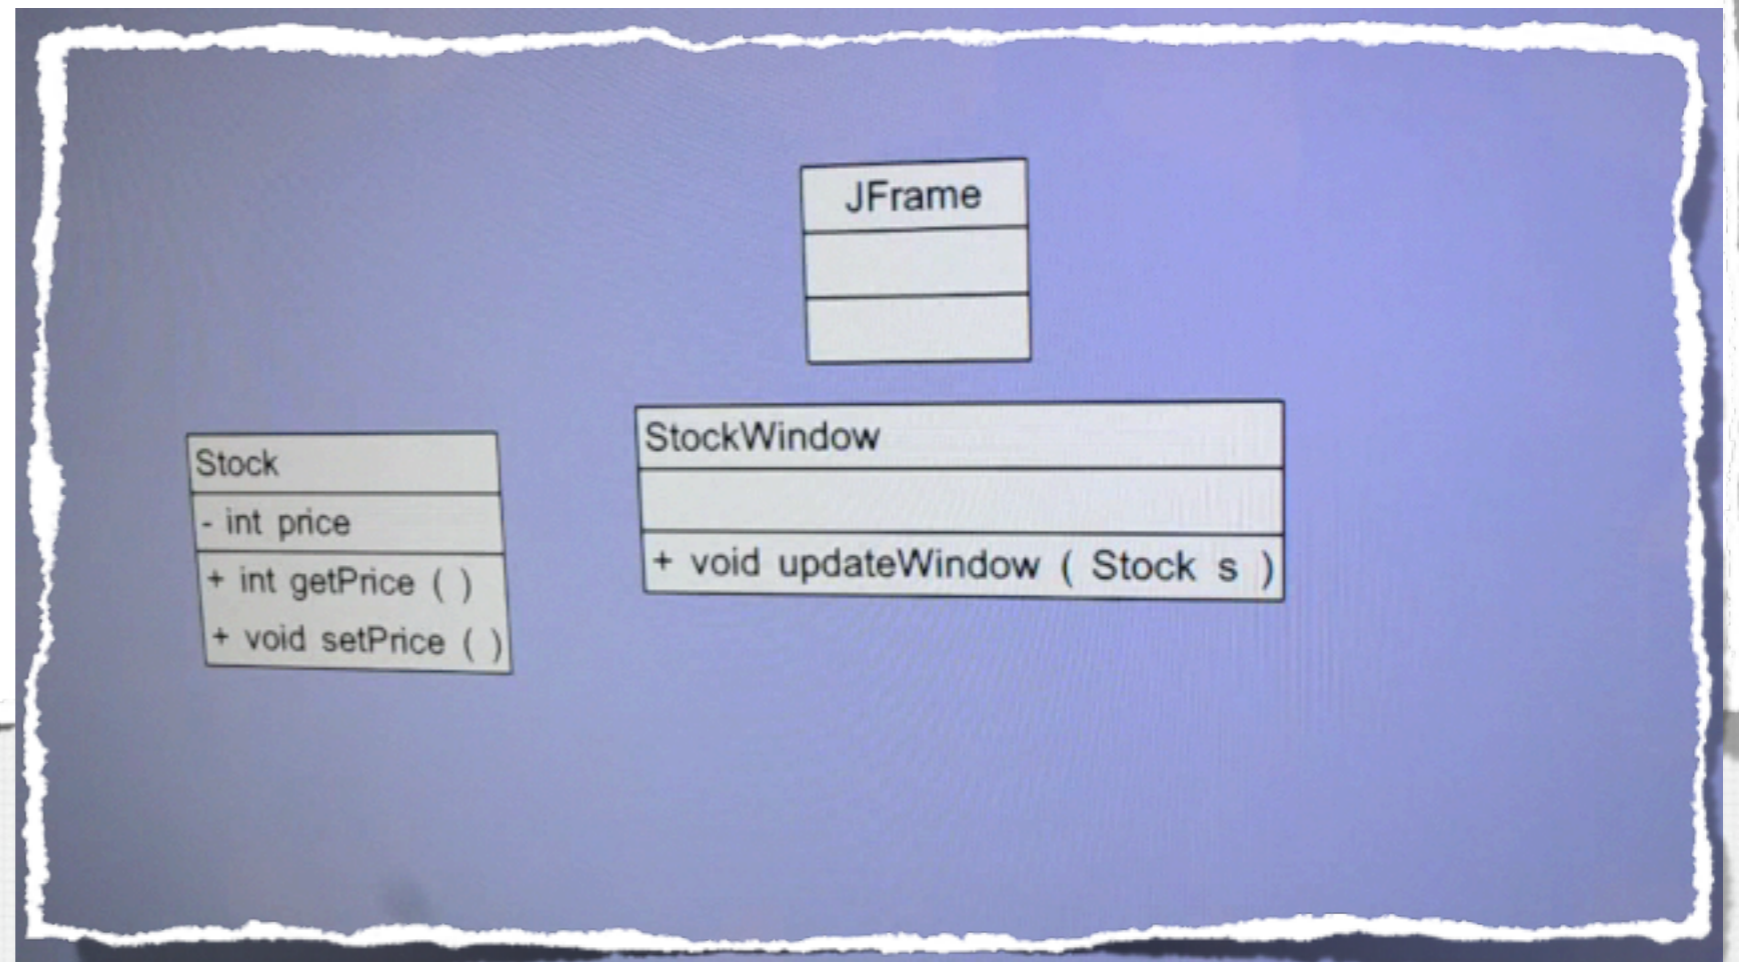 JFrame
Stock
- int price
+ int getPrice ( )
+ void setPrice ( )
StockWindow
+ void updateWindow ( Stock s )